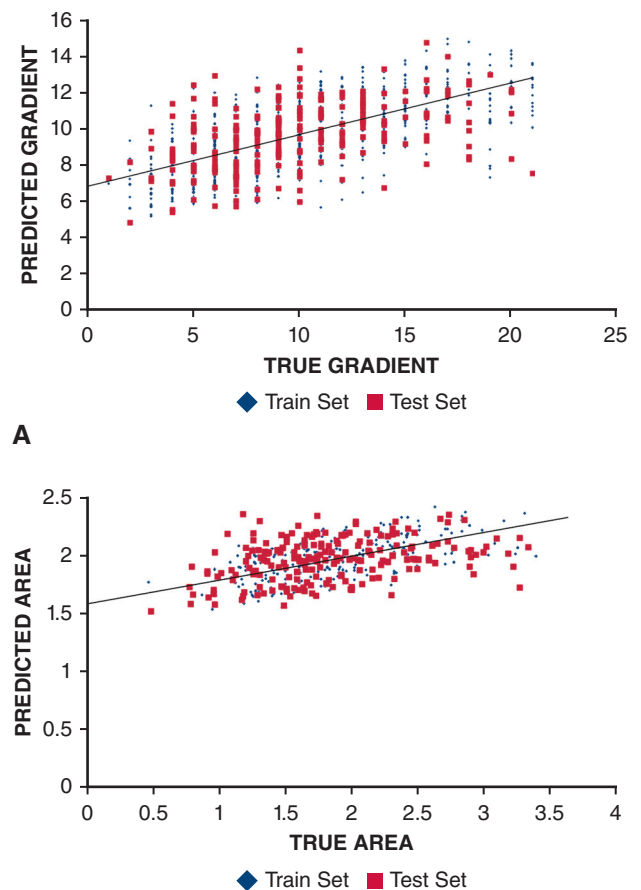 16
14
12
10
8
6
4
2
0
PREDICTED GRADIENT
0 5 10 15 20 25
TRUE GRADIENT
Train Set Test Set
A
2.5
2
1.5
1
0.5
0
PREDICTED AREA
0 0.5 1 1.5 2 2.5 3 3.5 4
TRUE AREA
Train Set Test Set